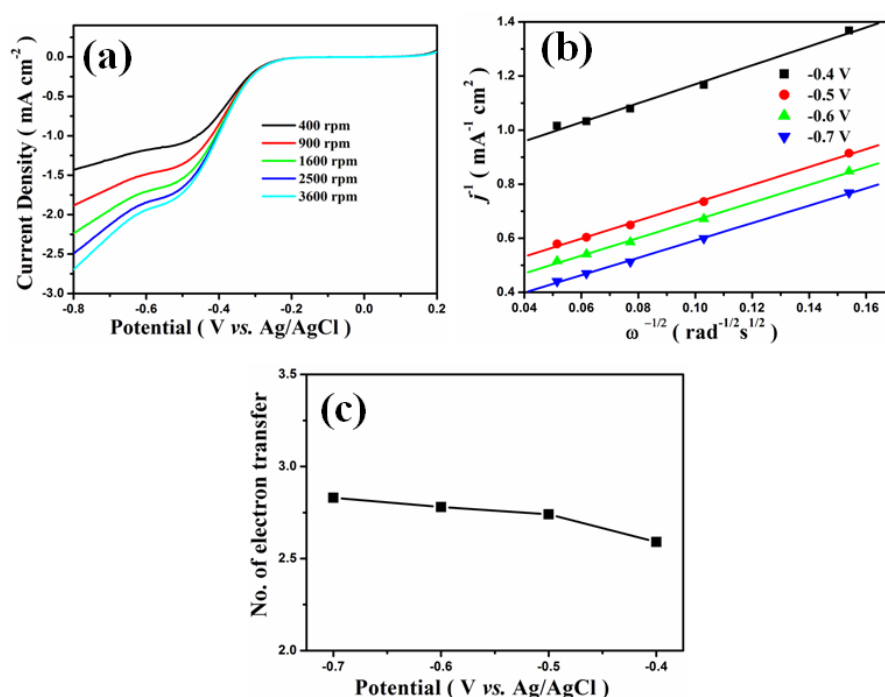 (a)
0.0
-0.5
-1.0
-1.5
-2.0
-2.5
-3.0
Current Density ( mA cm-2 )
400 rpm
900 rpm
1600 rpm
2500 rpm
3600 rpm
-0.8 -0.6 -0.4 -0.2 0.0 0.2
Potential ( V vs. Ag/AgCl )
(b)
1.4
1.2
1.0
0.8
0.6
0.4
j-1 ( mA-1 cm2 )
-0.4 V
-0.5 V
-0.6 V
-0.7 V
0.04 0.06 0.08 0.10 0.12 0.14 0.16
ω -1/2 ( rad-1/2s1/2 )
(c)
3.5
3.0
2.5
2.0
No. of electron transfer
-0.7 -0.6 -0.5 -0.4
Potential ( V vs. Ag/AgCl )